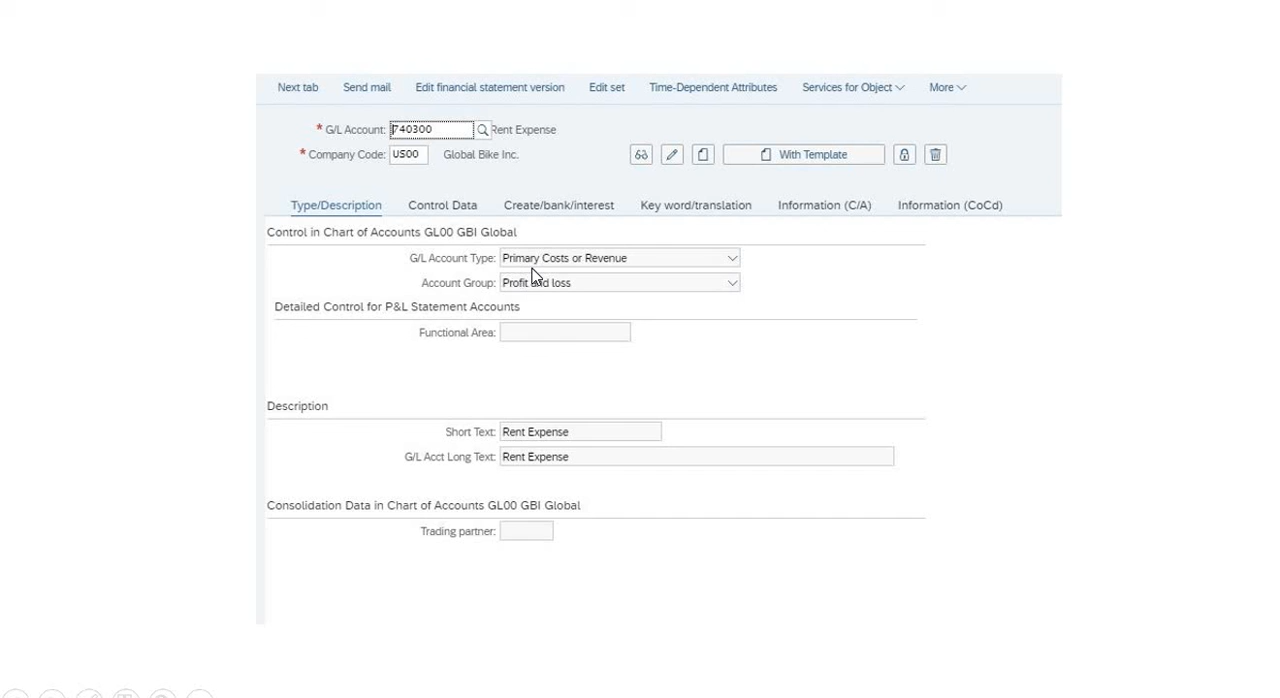 Next tab Send mail Edit financial statement version Edit set Time-Dependent Attributes Services for Object More
* G/L Account: 740300 Rent Expense
* Company Code: US00 Global Bike Inc. With Template
Type/Description Control Data Create/bank/interest Key word/translation Information (C/A) Information (CoCd)
Control in Chart of Accounts GL00 GBI Global
G/L Account Type: Primary Costs or Revenue
Account Group: Profit and loss
Detailed Control for P&L Statement Accounts
Functional Area:
Description
Short Text: Rent Expense
G/L Acct Long Text: Rent Expense
Consolidation Data in Chart of Accounts GL00 GBI Global
Trading partner: